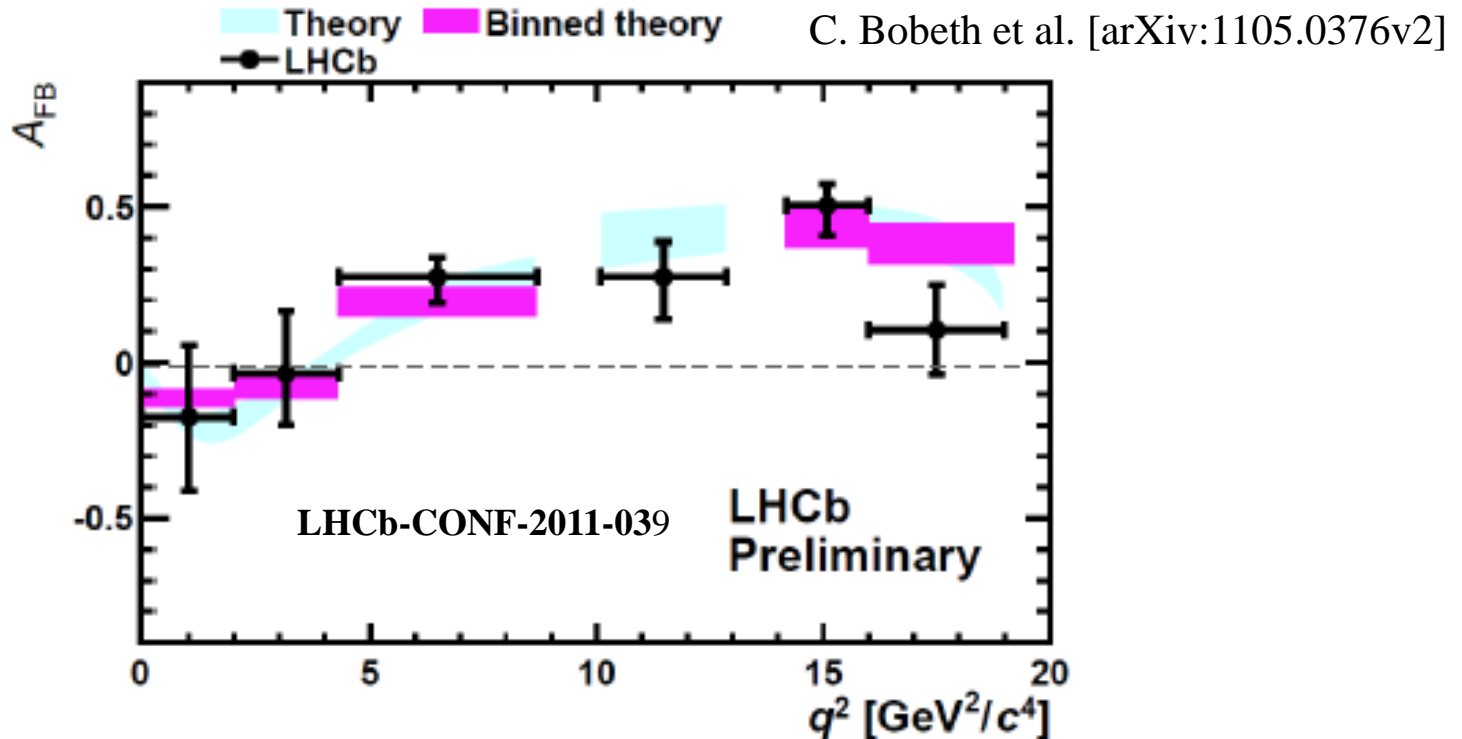 Theory Binned theory C. Bobeth et al. [arXiv:1105.0376v2]
LHCb
A_FB
0.5
0
-0.5
LHCb-CONF-2011-039
LHCb
Preliminary
0 5 10 15 20
q² [GeV²/c⁴]